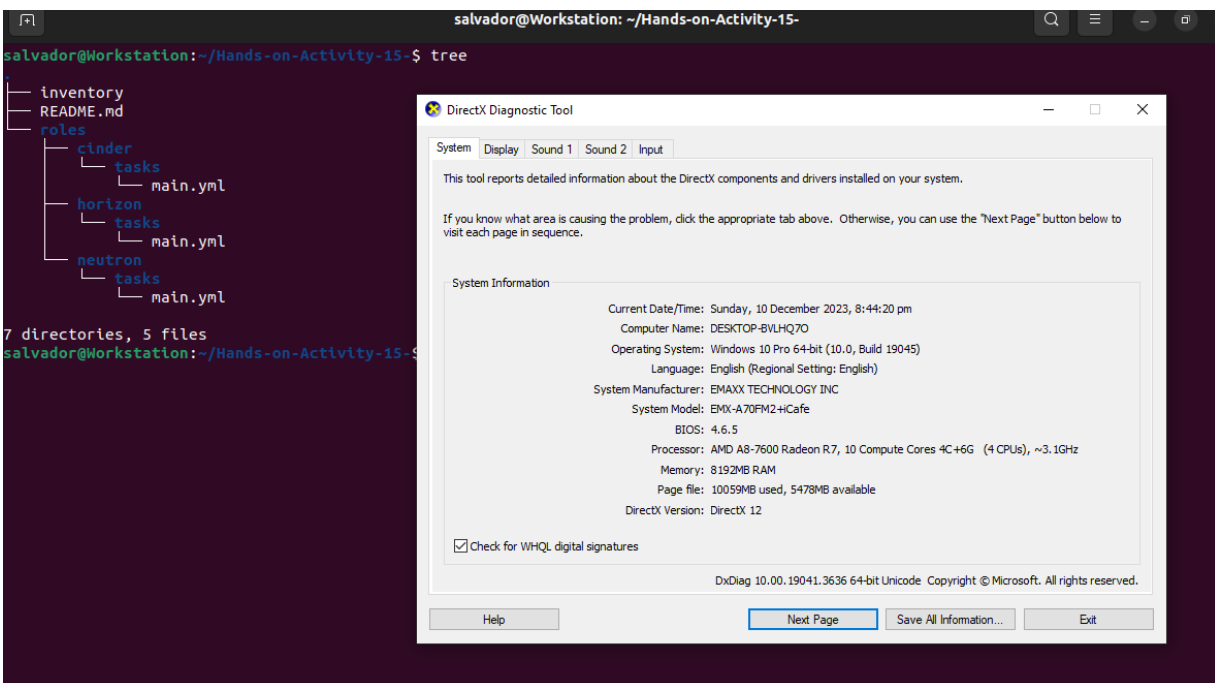 salvador@Workstation: ~/Hands-on-Activity-15-
salvador@Workstation:~/Hands-on-Activity-15-$ tree
.
├── inventory
├── README.md
└── roles
    ├── cinder
    │   └── tasks
    │       └── main.yml
    ├── horizon
    │   └── tasks
    │       └── main.yml
    └── neutron
        └── tasks
            └── main.yml
7 directories, 5 files
salvador@Workstation:~/Hands-on-Activity-15-$
DirectX Diagnostic Tool
System Display Sound 1 Sound 2 Input
This tool reports detailed information about the DirectX components and drivers installed on your system.
If you know what area is causing the problem, click the appropriate tab above. Otherwise, you can use the "Next Page" button below to
visit each page in sequence.
System Information
Current Date/Time: Sunday, 10 December 2023, 8:44:20 pm
Computer Name: DESKTOP-BVLHQ7O
Operating System: Windows 10 Pro 64-bit (10.0, Build 19045)
Language: English (Regional Setting: English)
System Manufacturer: EMAXX TECHNOLOGY INC
System Model: EMX-A70FM2+iCafe
BIOS: 4.6.5
Processor: AMD A8-7600 Radeon R7, 10 Compute Cores 4C+6G (4 CPUs), ~3.1GHz
Memory: 8192MB RAM
Page file: 10059MB used, 5478MB available
DirectX Version: DirectX 12
Check for WHQL digital signatures
DxDiag 10.00.19041.3636 64-bit Unicode Copyright © Microsoft. All rights reserved.
Help Next Page Save All Information... Exit